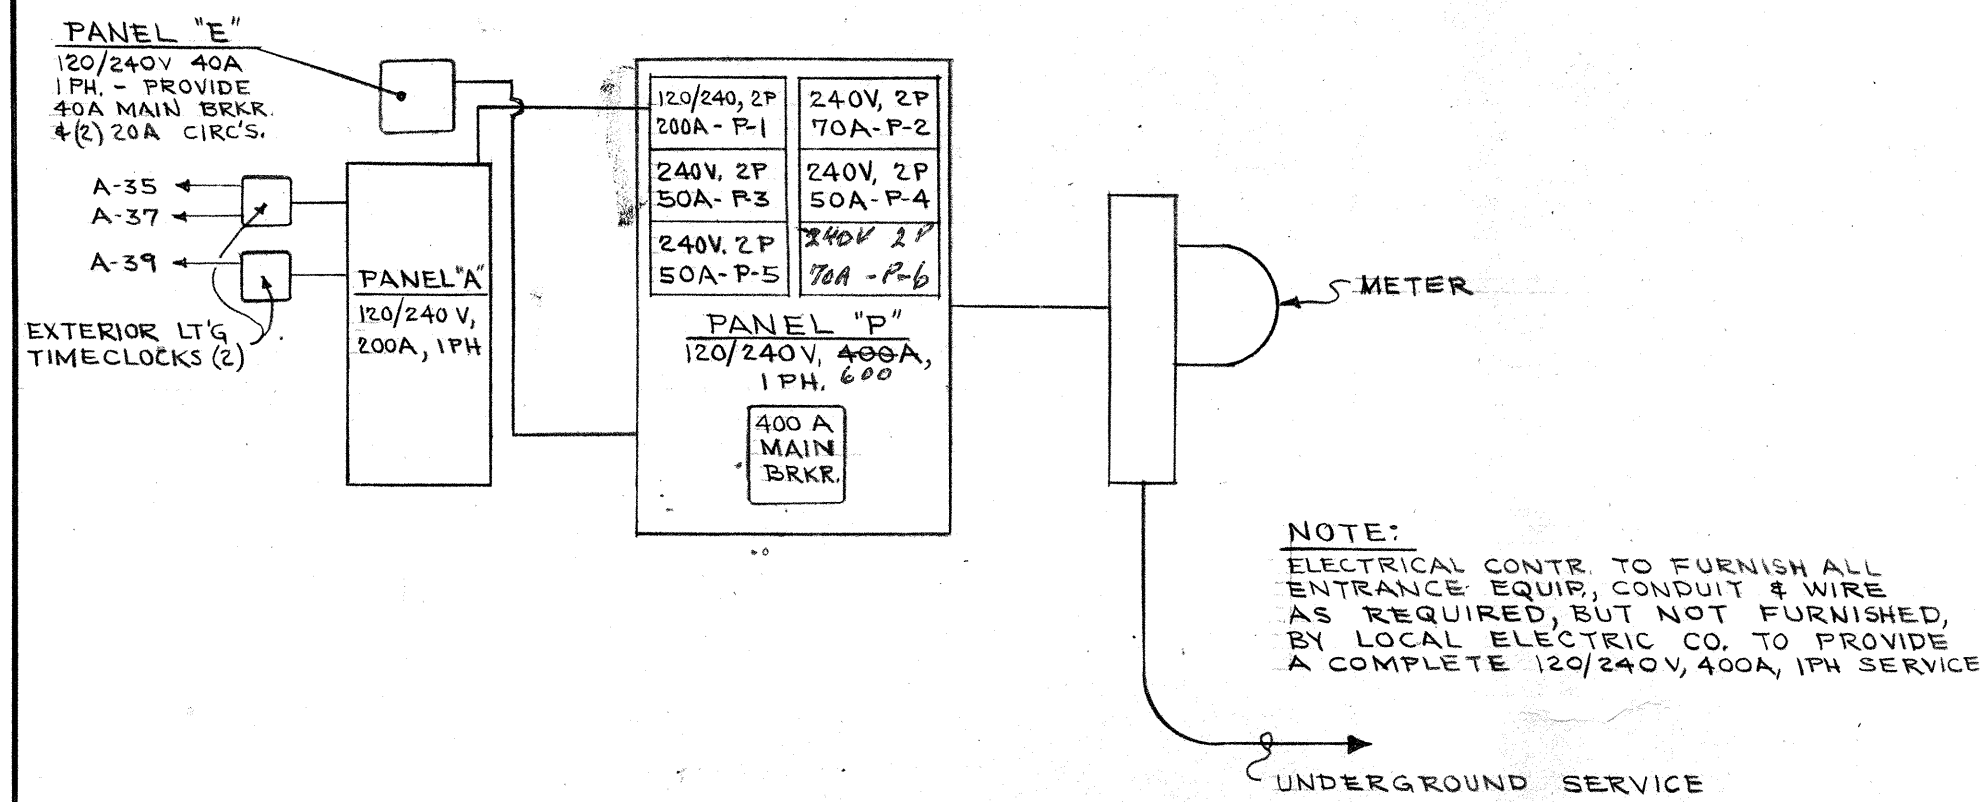 PANEL "E"
120/240V 40A
1 PH. - PROVIDE
40A MAIN BRKR.
&(2) 20A CIRC'S.
A-35
A-37
A-39
EXTERIOR LT'G
TIMECLOCKS (2)
PANEL "A"
120/240 V,
200A, 1PH
120/240, 2P
200A - P-1
240V, 2P
70A - P-2
240V, 2P
50A - P-3
240V, 2P
50A - P-4
240V. 2P
50A - P-5
240V 2P
70A - P-6
PANEL "P"
120/240V, 400A,
1 PH. 600
400 A
MAIN
BRKR.
METER
NOTE:
ELECTRICAL CONTR. TO FURNISH ALL
ENTRANCE EQUIP., CONDUIT & WIRE
AS REQUIRED, BUT NOT FURNISHED,
BY LOCAL ELECTRIC CO. TO PROVIDE
A COMPLETE 120/240V, 400A, 1PH SERVICE
UNDERGROUND SERVICE